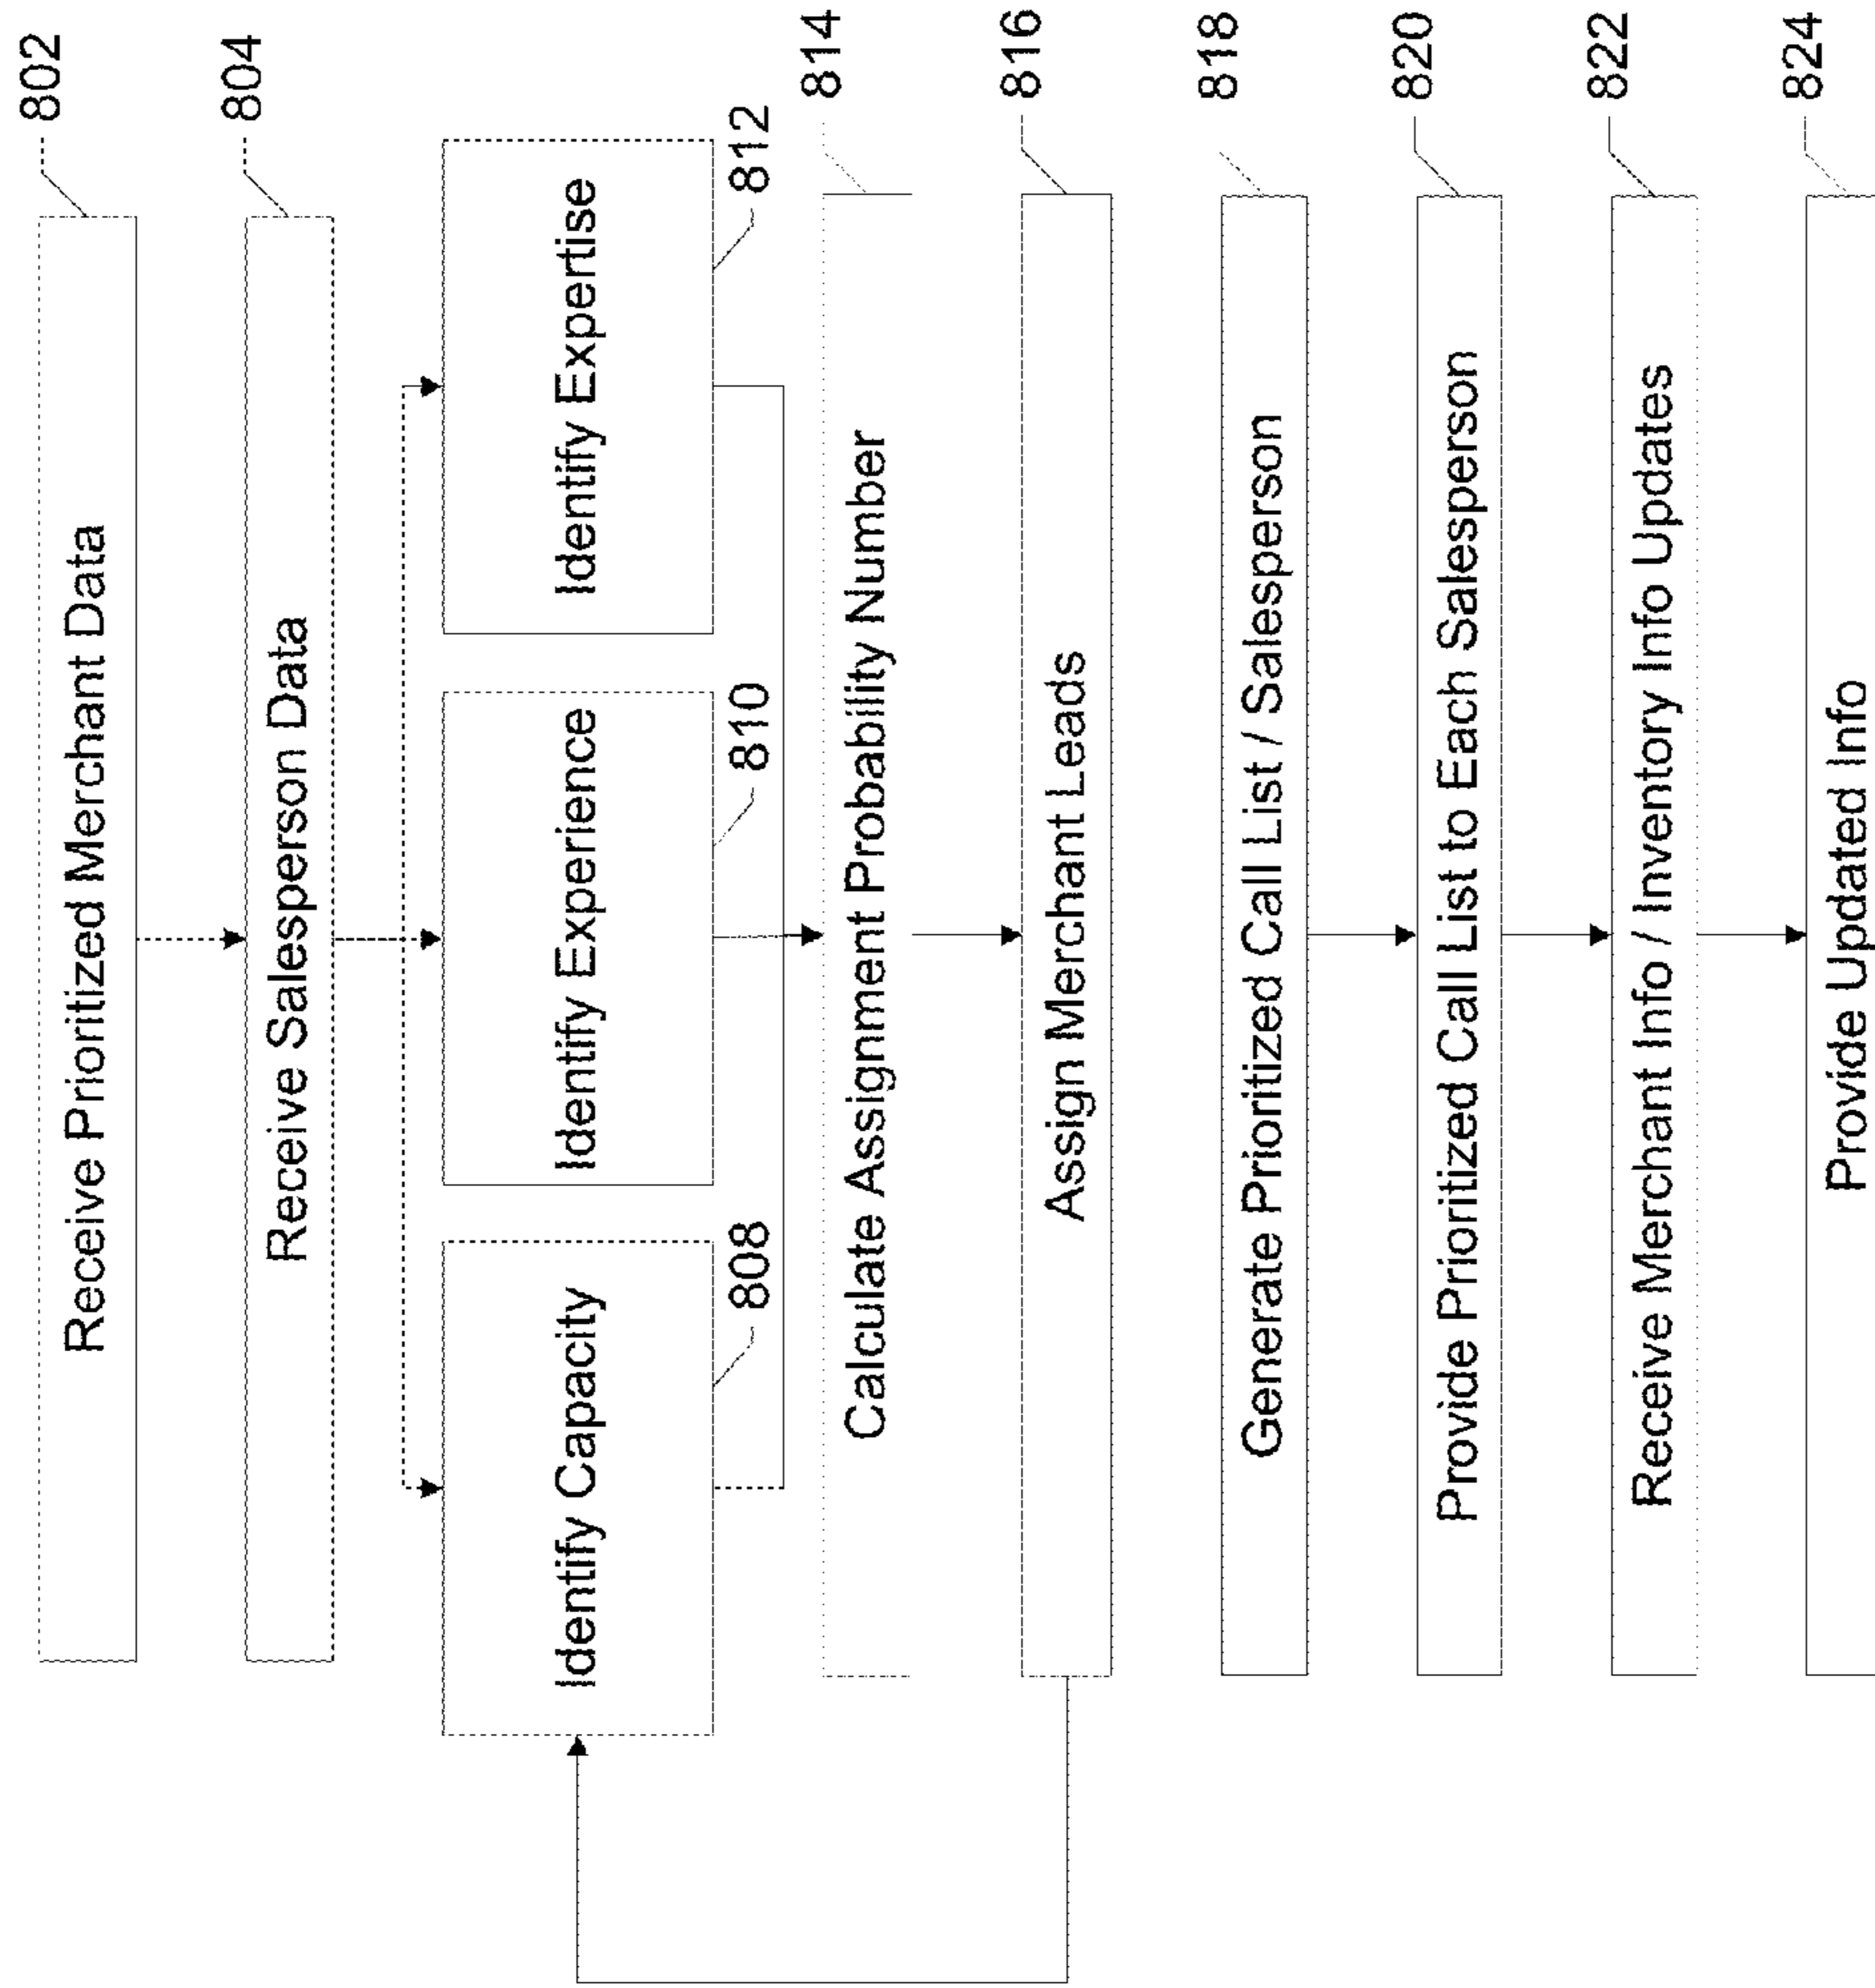 Receive Prioritized Merchant Data
802
Receive Salesperson Data
804
Identify Capacity
808
Identify Experience
810
Identify Expertise
812
Calculate Assignment Probability Number
814
Assign Merchant Leads
816
Generate Prioritized Call List / Salesperson
818
Provide Prioritized Call List to Each Salesperson
820
Receive Merchant Info / Inventory Info Updates
822
Provide Updated Info
824